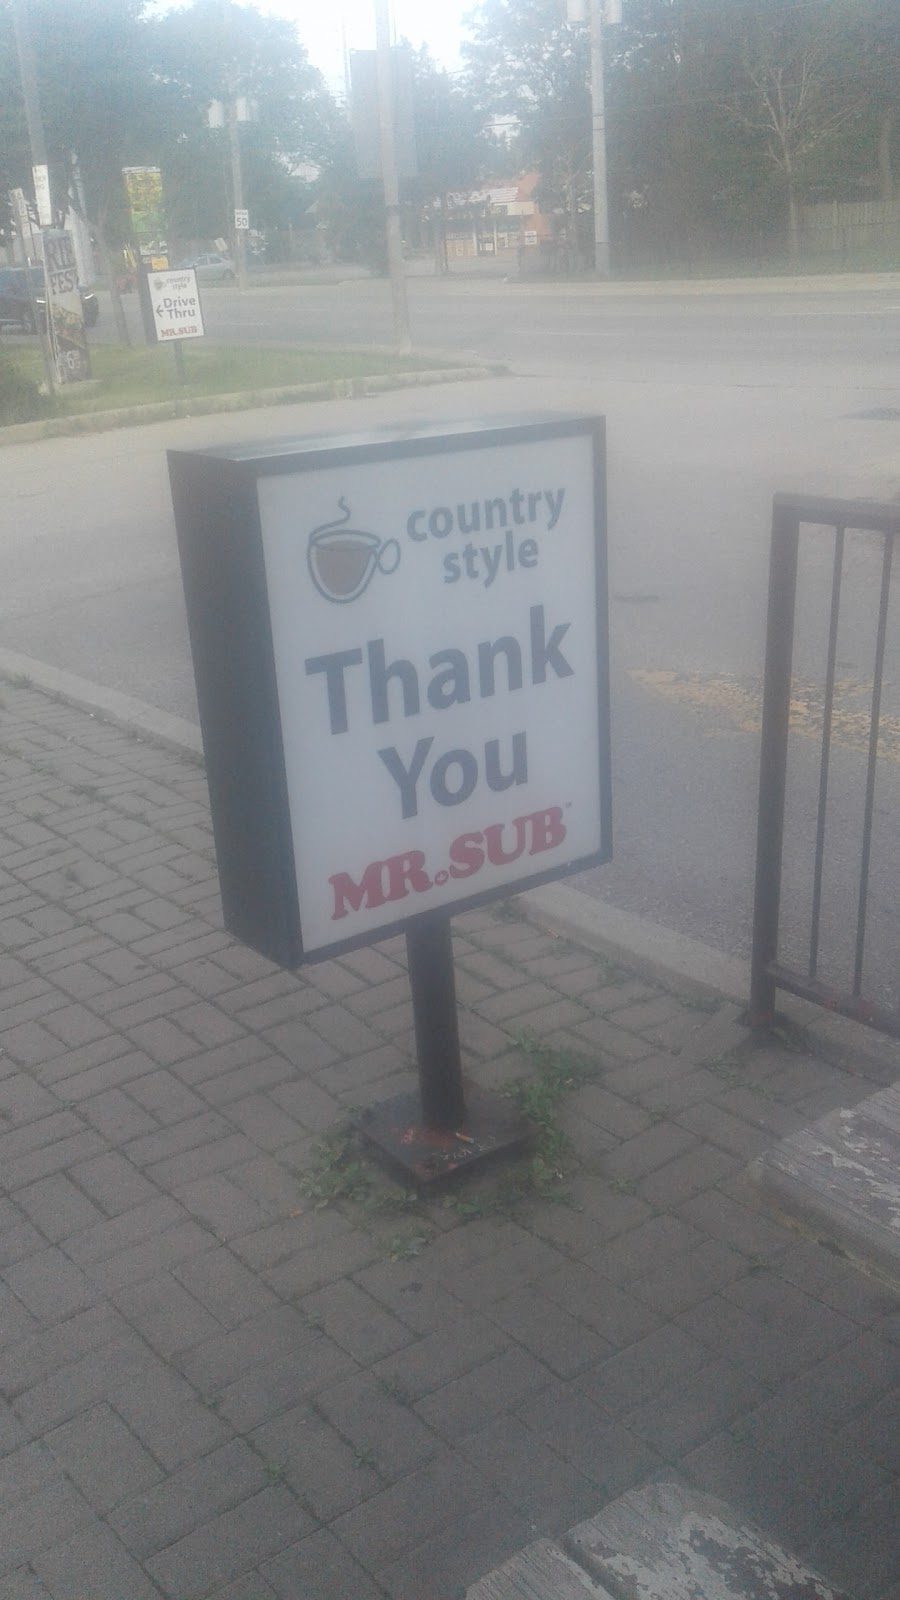 country
style
Thank
You
MR.SUB
country
style
Drive
Thru
MR.SUB
50